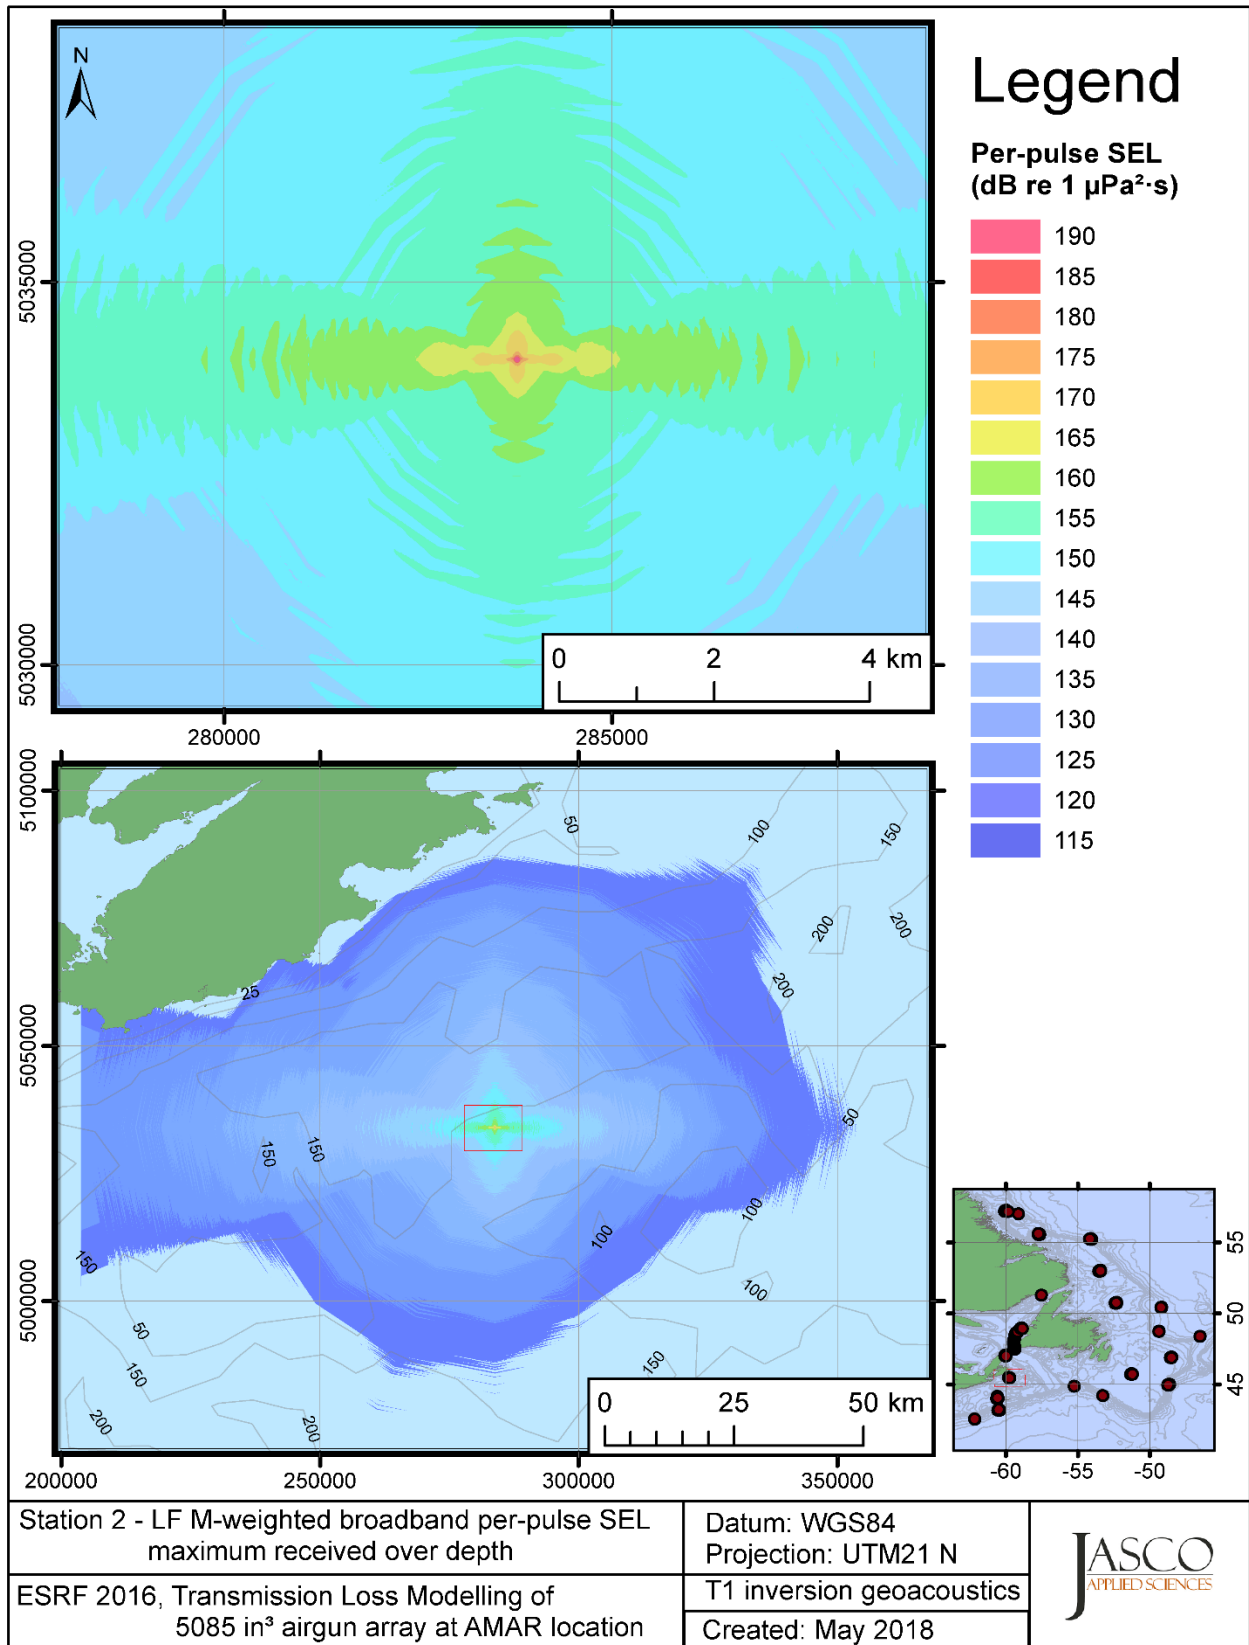 N
5035000
5030000
0 2 4 km
280000 285000
Legend
Per-pulse SEL
(dB re 1 µPa²·s)
190
185
180
175
170
165
160
155
150
145
140
135
130
125
120
115
5100000
5050000
5000000
50
100
150
200
200
200
25
150
150
50
100
100
100
150
50
150
150
200
200
0 25 50 km
200000 250000 300000 350000
55
50
45
-60 -55 -50
Station 2 - LF M-weighted broadband per-pulse SEL
maximum received over depth
ESRF 2016, Transmission Loss Modelling of
5085 in³ airgun array at AMAR location
Datum: WGS84
Projection: UTM21 N
T1 inversion geoacoustics
Created: May 2018
JASCO
APPLIED SCIENCES